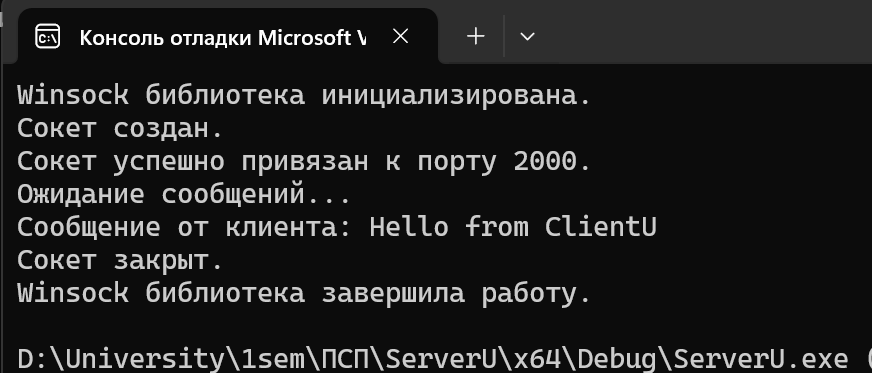 Консоль отладки Microsoft V
Winsock библиотека инициализирована.
Сокет создан.
Сокет успешно привязан к порту 2000.
Ожидание сообщений...
Сообщение от клиента: Hello from ClientU
Сокет закрыт.
Winsock библиотека завершила работу.
D:\University\1sem\ПСП\ServerU\x64\Debug\ServerU.exe (